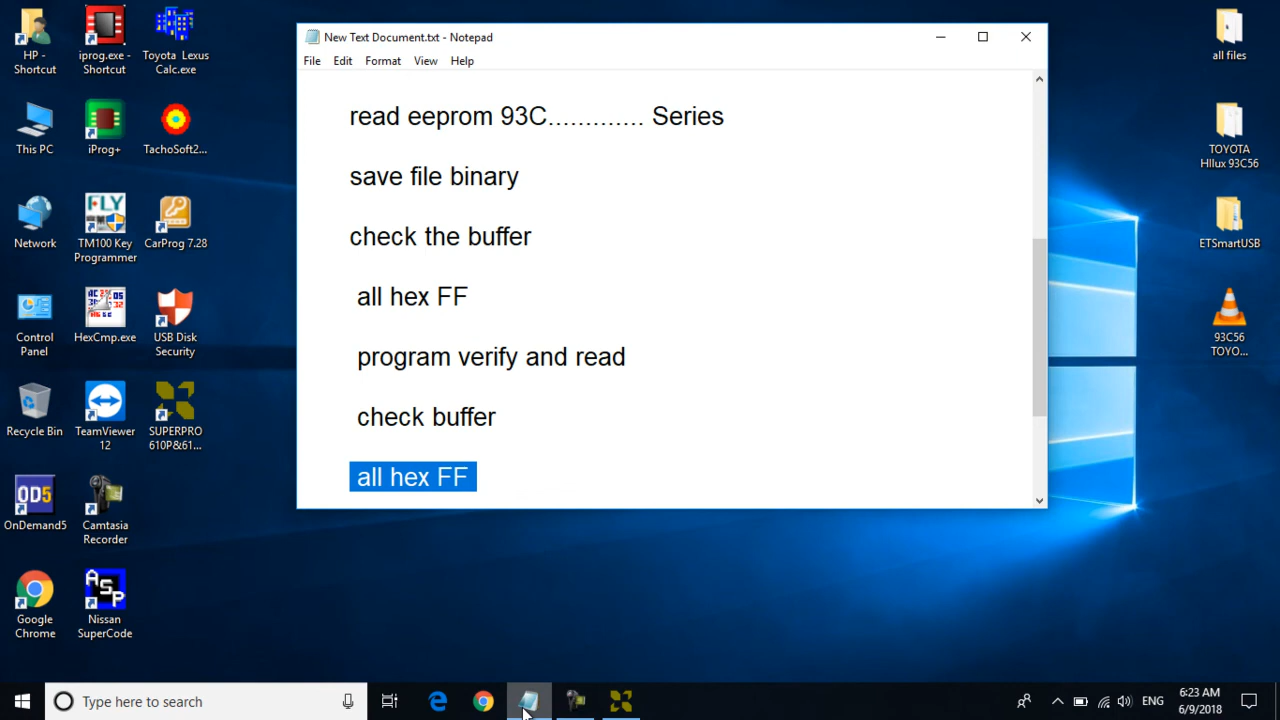 HP -
Shortcut
iprog.exe -
Shortcut
Toyota Lexus
Calc.exe
This PC
iProg+
TachoSoft2...
Network
FLY
TM100 Key
Programmer
CarProg 7.28
Control
Panel
HexCmp.exe
USB Disk
Security
Recycle Bin
TeamViewer
12
SUPERPRO
610P&61...
OD5
OnDemand5
Camtasia
Recorder
Google
Chrome
ASP
Nissan
SuperCode
New Text Document.txt - Notepad
File Edit Format View Help
read eeprom 93C............. Series
save file binary
check the buffer
all hex FF
program verify and read
check buffer
all hex FF
all files
TOYOTA
HIlux 93C56
ETSmartUSB
93C56
TOYO...
Type here to search
ENG
6:23 AM
6/9/2018